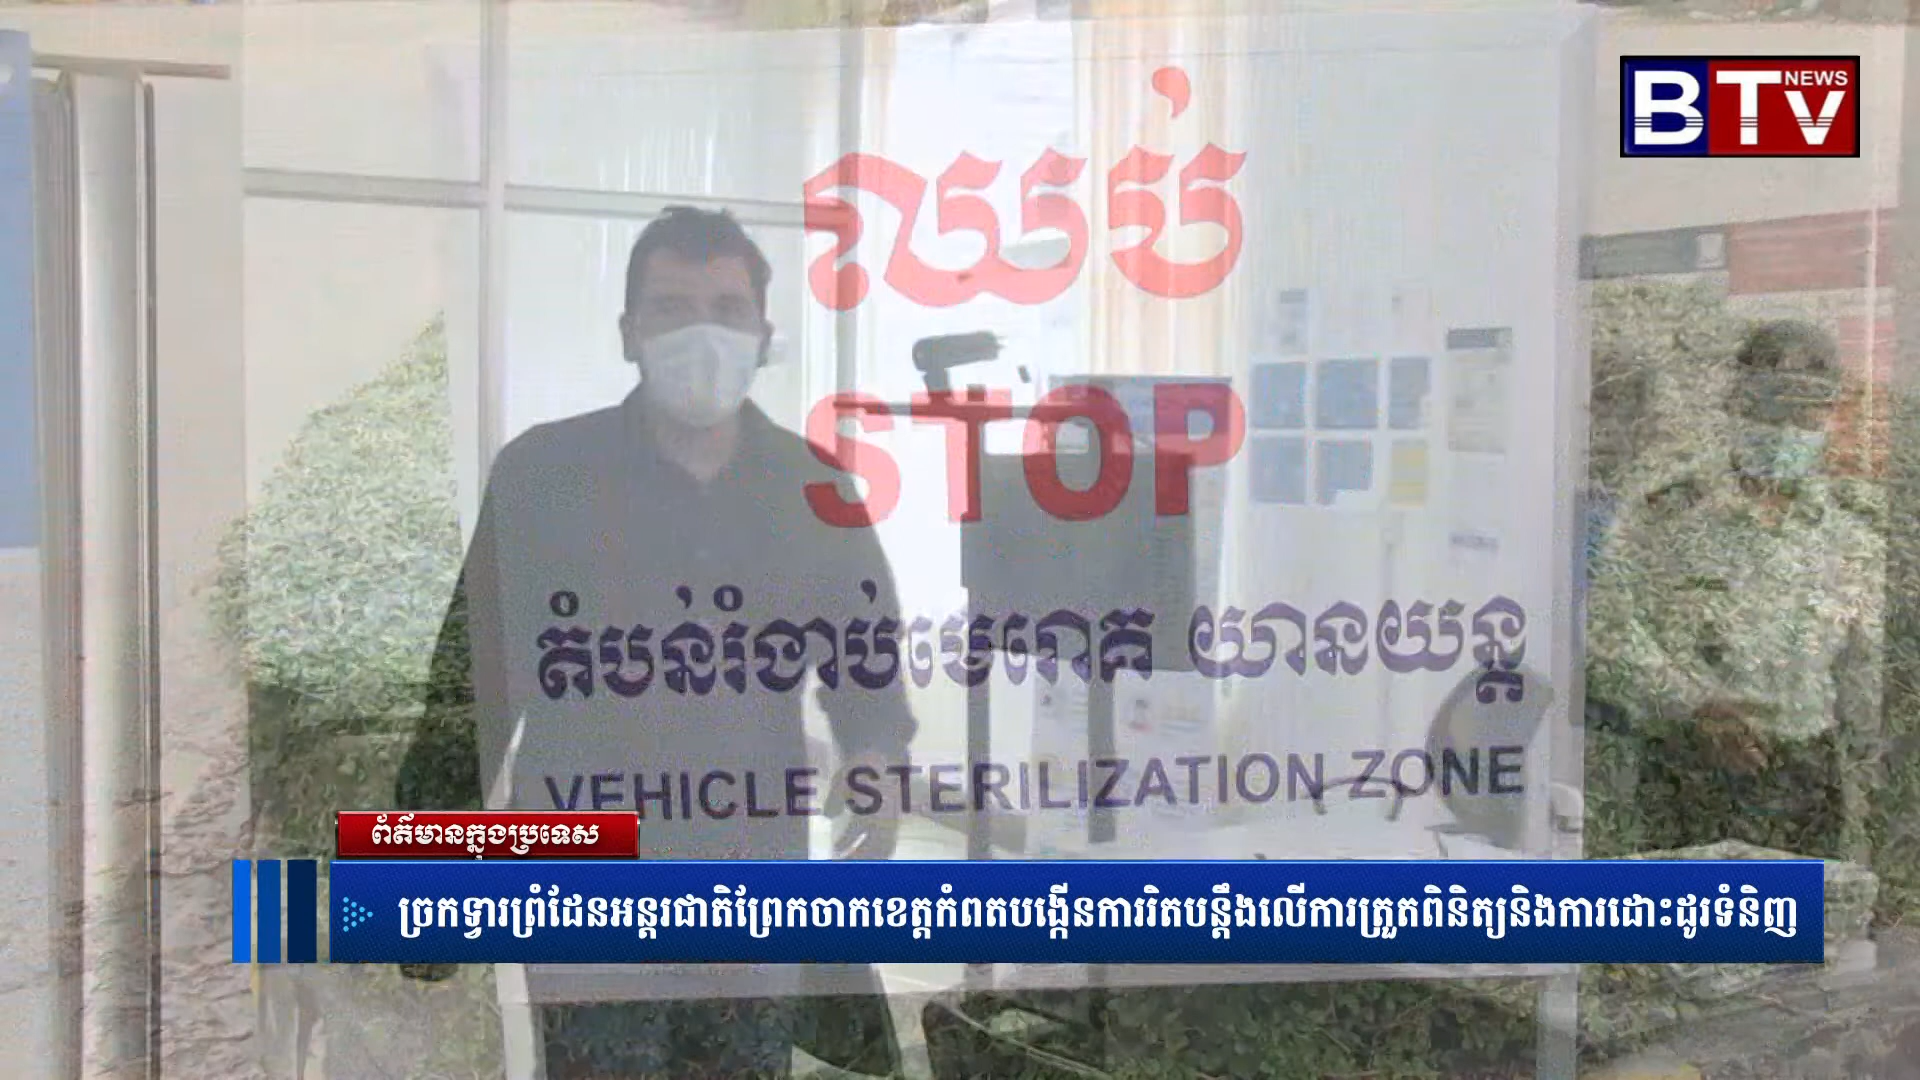 BTV NEWS
ឈប់
STOP
តំបន់រំងាប់មេរោគ យានយន្ត
VEHICLE STERILIZATION ZONE
ព័ត៌មានក្នុងប្រទេស
ច្រកទ្វារព្រំដែនអន្តរជាតិព្រែកចាកខេត្តកំពតបង្កើនការរិតបន្តឹងលើការត្រួតពិនិត្យនិងការដោះដូរទំនិញ